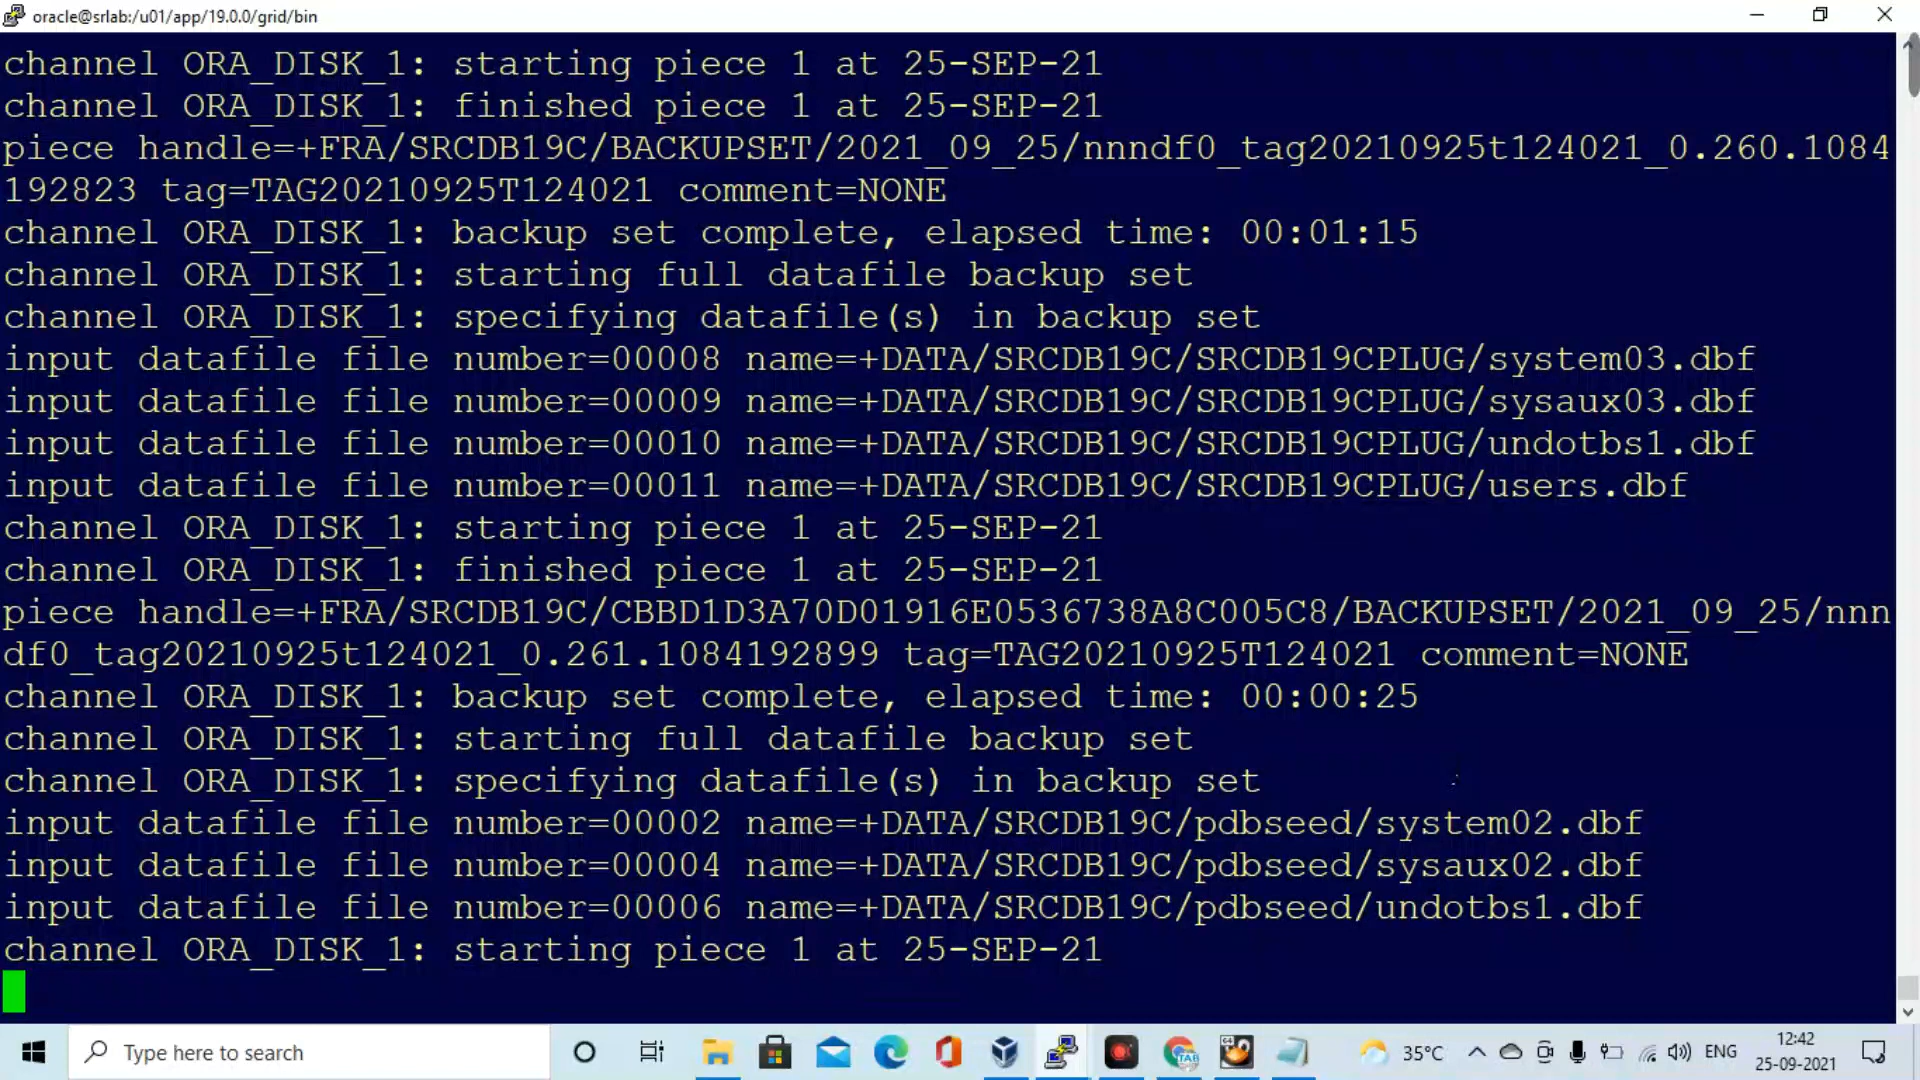 oracle@srlab:/u01/app/19.0.0/grid/bin
channel ORA_DISK_1: starting piece 1 at 25-SEP-21
channel ORA_DISK_1: finished piece 1 at 25-SEP-21
piece handle=+FRA/SRCDB19C/BACKUPSET/2021_09_25/nnndf0_tag20210925t124021_0.260.1084
192823 tag=TAG20210925T124021 comment=NONE
channel ORA_DISK_1: backup set complete, elapsed time: 00:01:15
channel ORA_DISK_1: starting full datafile backup set
channel ORA_DISK_1: specifying datafile(s) in backup set
input datafile file number=00008 name=+DATA/SRCDB19C/SRCDB19CPLUG/system03.dbf
input datafile file number=00009 name=+DATA/SRCDB19C/SRCDB19CPLUG/sysaux03.dbf
input datafile file number=00010 name=+DATA/SRCDB19C/SRCDB19CPLUG/undotbs1.dbf
input datafile file number=00011 name=+DATA/SRCDB19C/SRCDB19CPLUG/users.dbf
channel ORA_DISK_1: starting piece 1 at 25-SEP-21
channel ORA_DISK_1: finished piece 1 at 25-SEP-21
piece handle=+FRA/SRCDB19C/CBBD1D3A70D01916E0536738A8C005C8/BACKUPSET/2021_09_25/nnn
df0_tag20210925t124021_0.261.1084192899 tag=TAG20210925T124021 comment=NONE
channel ORA_DISK_1: backup set complete, elapsed time: 00:00:25
channel ORA_DISK_1: starting full datafile backup set
channel ORA_DISK_1: specifying datafile(s) in backup set
input datafile file number=00002 name=+DATA/SRCDB19C/pdbseed/system02.dbf
input datafile file number=00004 name=+DATA/SRCDB19C/pdbseed/sysaux02.dbf
input datafile file number=00006 name=+DATA/SRCDB19C/pdbseed/undotbs1.dbf
channel ORA_DISK_1: starting piece 1 at 25-SEP-21
Type here to search
TAB
64
35°C
ENG
12:42
25-09-2021